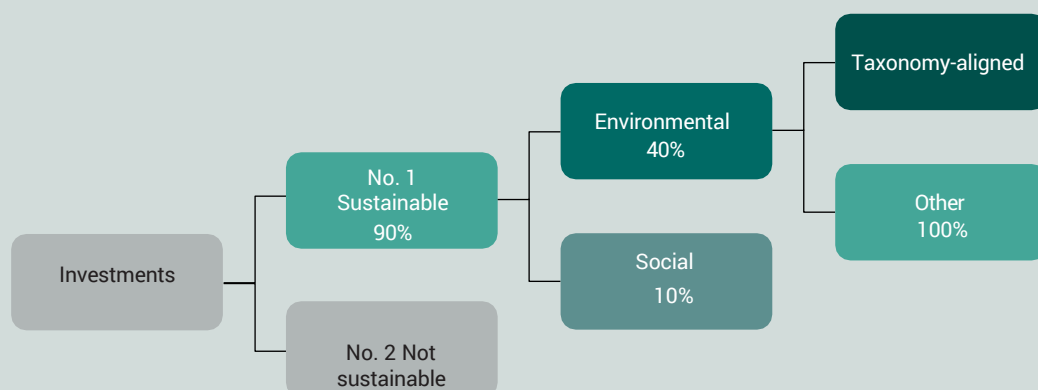 Taxonomy-aligned
Environmental
40%
No. 1
Sustainable
90%
Other
100%
Investments
Social
10%
No. 2 Not
sustainable